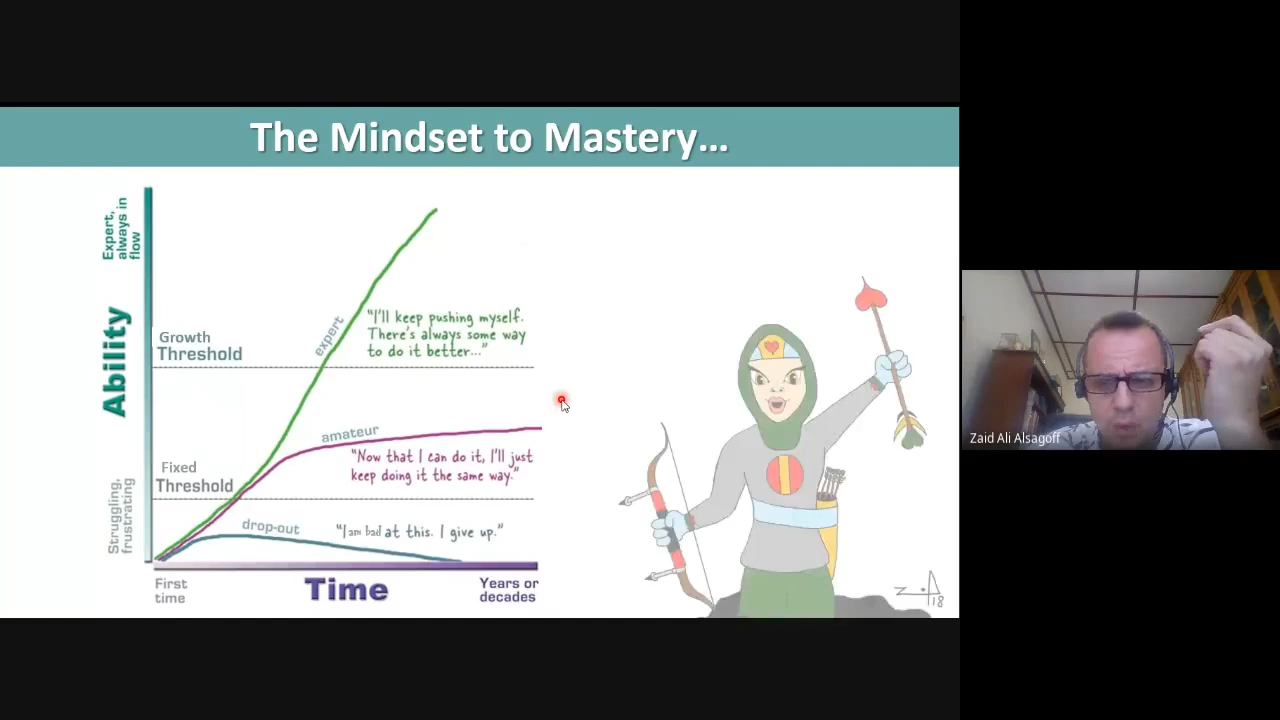 The Mindset to Mastery...
Expert,
always in
flow
Ability
Struggling,
frustrating
Growth
Threshold
expert
"I'll keep pushing myself.
There's always some way
to do it better..."
Fixed
Threshold
amateur
"Now that I can do it, I'll just
keep doing it the same way."
drop-out
"I am bad at this. I give up."
First
time
Time
Years or
decades
Zaid Ali Alsagoff